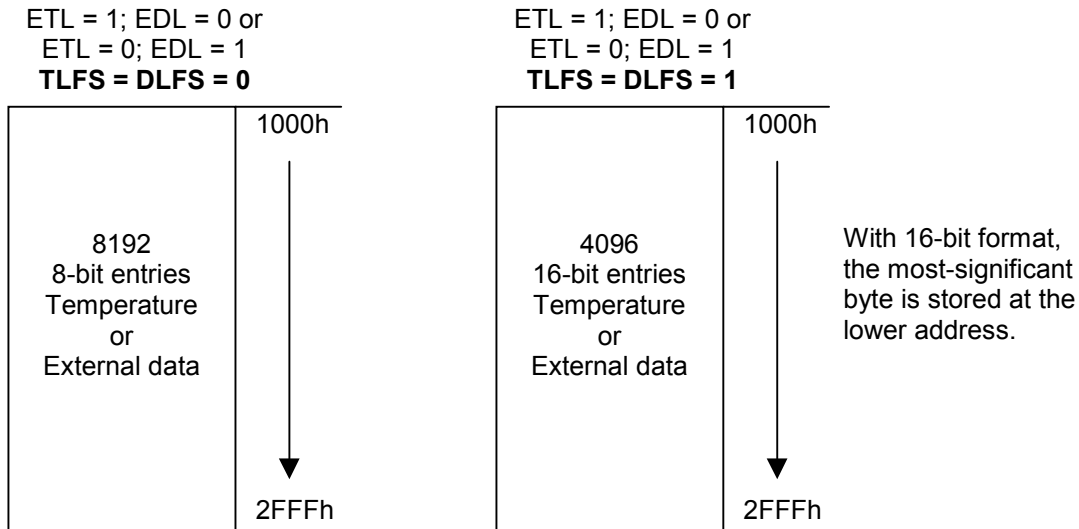 ETL = 1; EDL = 0 or
ETL = 0; EDL = 1
TLFS = DLFS = 0
1000h
8192
8-bit entries
Temperature
or
External data
2FFFh
ETL = 1; EDL = 0 or
ETL = 0; EDL = 1
TLFS = DLFS = 1
1000h
4096
16-bit entries
Temperature
or
External data
2FFFh
With 16-bit format,
the most-significant
byte is stored at the
lower address.